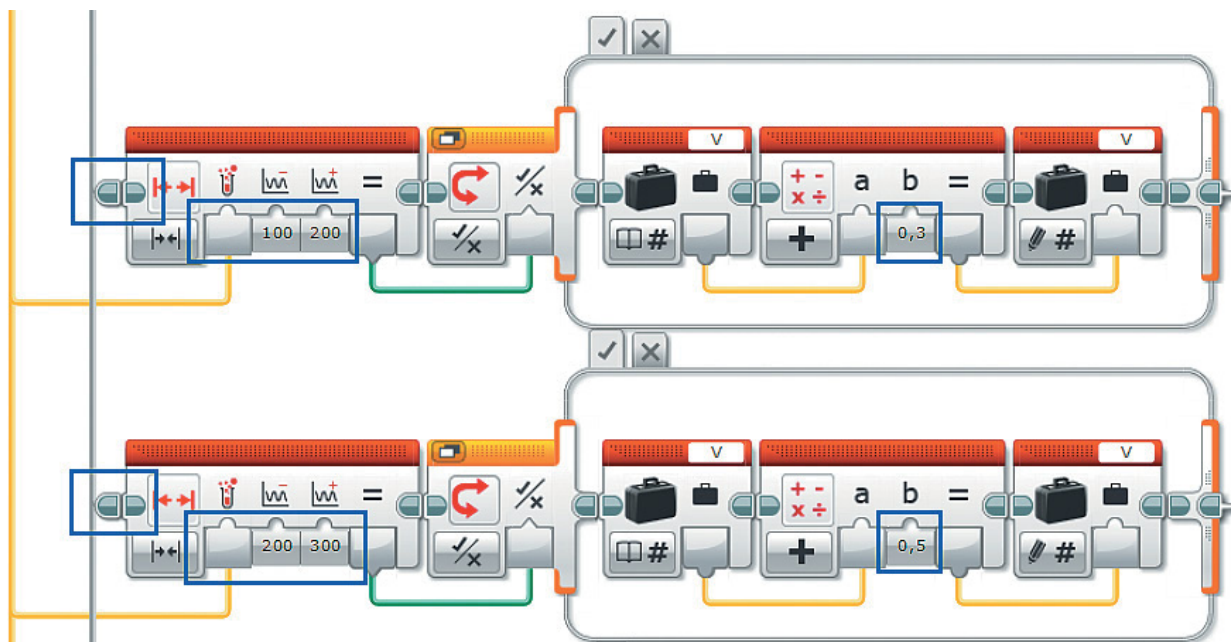 V V
a b =
=
100 200
0,3
#
#
V V
a b =
=
200 300
0,5
#
#